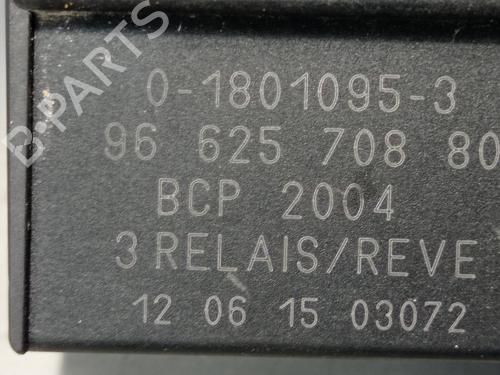 B-PARTS
0-1801095-3
96 625 708 80
BCP 2004
3 RELAIS/REVE
12 06 15 03072